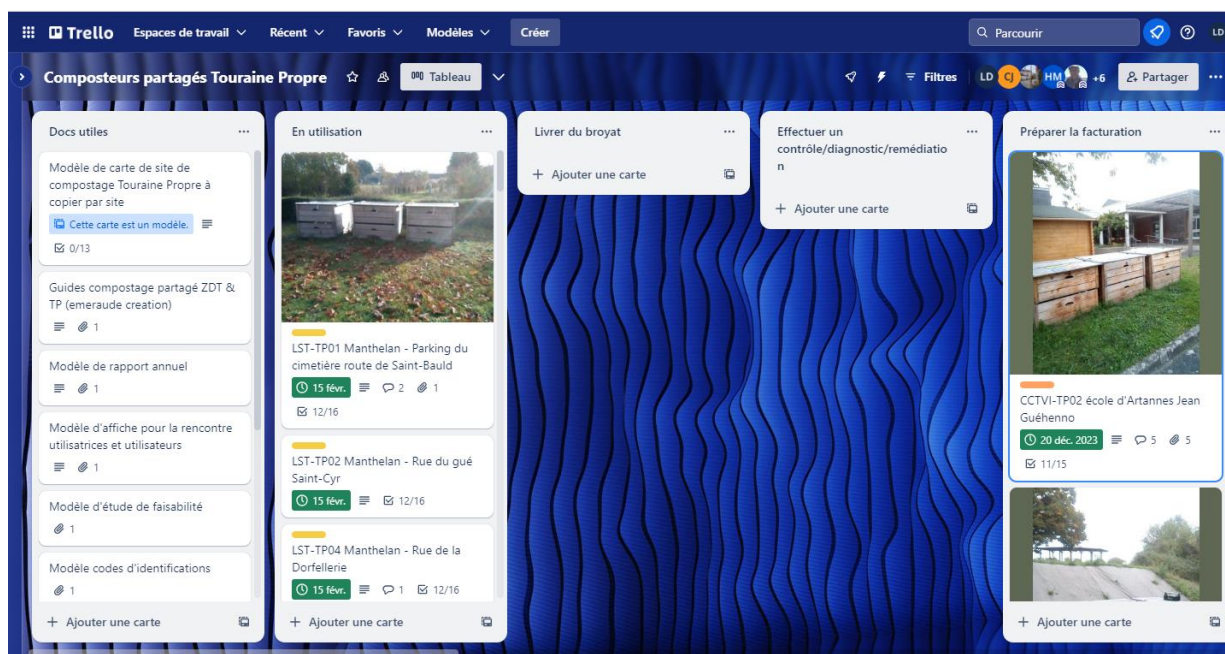 Trello
Espaces de travail
Récent
Favoris
Modèles
Créer
Parcourir
LD
Composteurs partagés Touraine Propre
Tableau
Filtres
LD
CJ
HM
+6
Partager
Docs utiles
Modèle de carte de site de
compostage Touraine Propre à
copier par site
Cette carte est un modèle.
0/13
Guides compostage partagé ZDT &
TP (emeraude creation)
1
Modèle de rapport annuel
1
Modèle d'affiche pour la rencontre
utilisatrices et utilisateurs
1
Modèle d'étude de faisabilité
1
Modèle codes d'identifications
1
+ Ajouter une carte
En utilisation
LST-TP01 Manthelan - Parking du
cimetière route de Saint-Bauld
15 févr. 2 1
12/16
LST-TP02 Manthelan - Rue du gué
Saint-Cyr
15 févr. 12/16
LST-TP04 Manthelan - Rue de la
Dorfellerie
15 févr. 1 12/16
+ Ajouter une carte
Livrer du broyat
+ Ajouter une carte
Effectuer un
contrôle/diagnostic/remédiatio
n
+ Ajouter une carte
Préparer la facturation
CCTVI-TP02 école d'Artannes Jean
Guéhenno
20 déc. 2023 5 5
11/15
+ Ajouter une carte